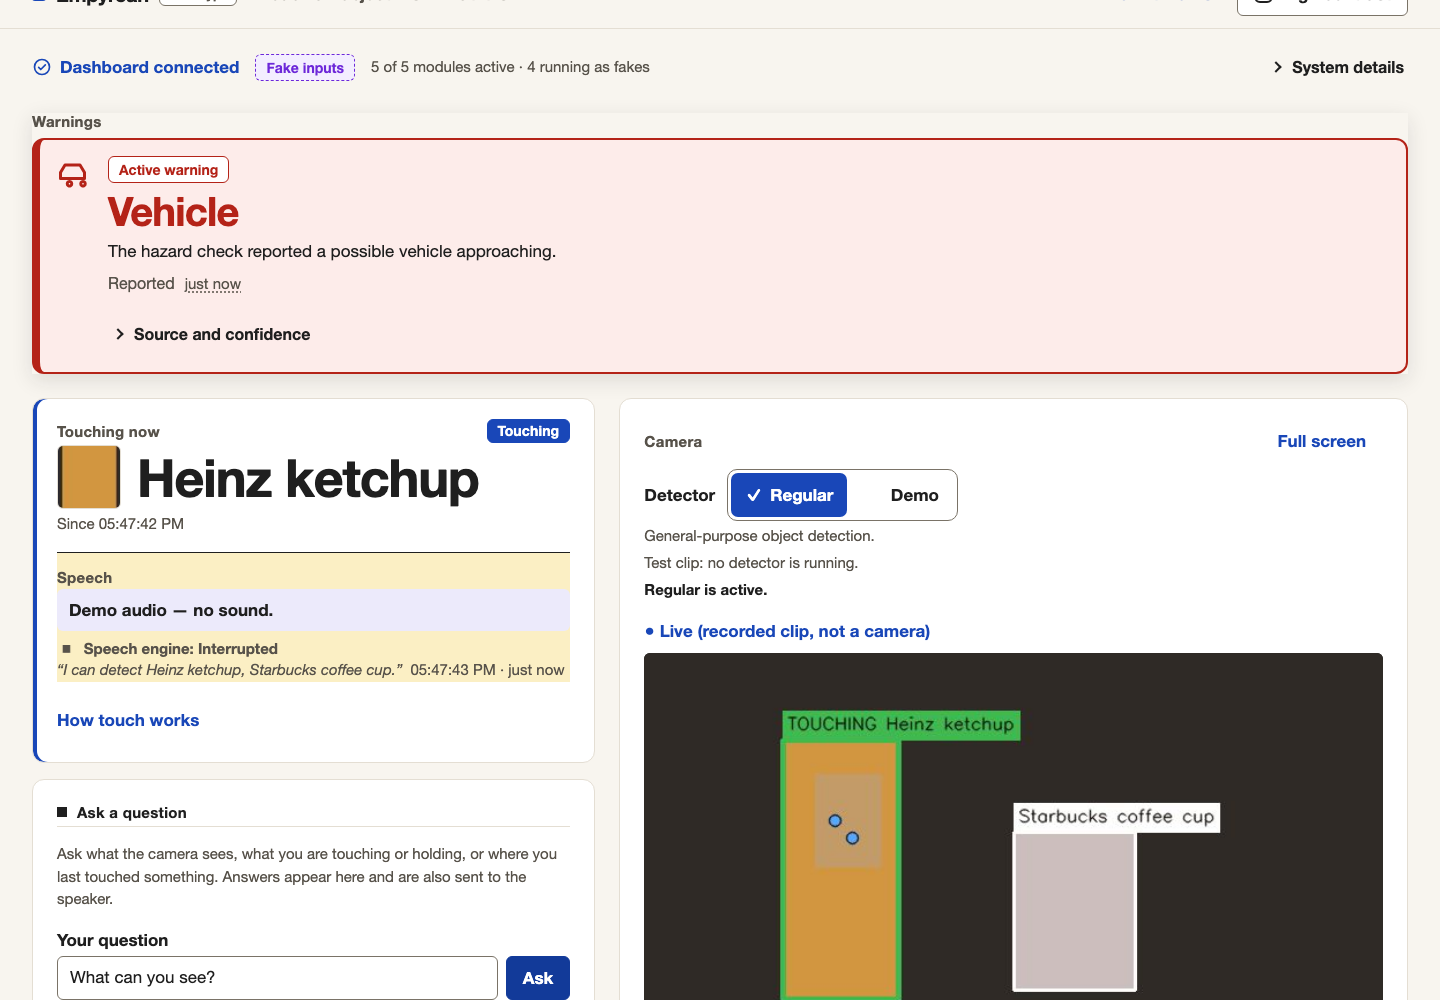 Dashboard connected
Fake inputs
5 of 5 modules active · 4 running as fakes
System details
Warnings
Active warning
Vehicle
The hazard check reported a possible vehicle approaching.
Reported just now
Source and confidence
Touching now
Touching
Heinz ketchup
Since 05:47:42 PM
Speech
Demo audio — no sound.
Speech engine: Interrupted
“I can detect Heinz ketchup, Starbucks coffee cup.” 05:47:43 PM · just now
How touch works
Ask a question
Ask what the camera sees, what you are touching or holding, or where you
last touched something. Answers appear here and are also sent to the
speaker.
Your question
What can you see?
Ask
Camera
Full screen
Detector
Regular
Demo
General-purpose object detection.
Test clip: no detector is running.
Regular is active.
Live (recorded clip, not a camera)
TOUCHING Heinz ketchup
Starbucks coffee cup